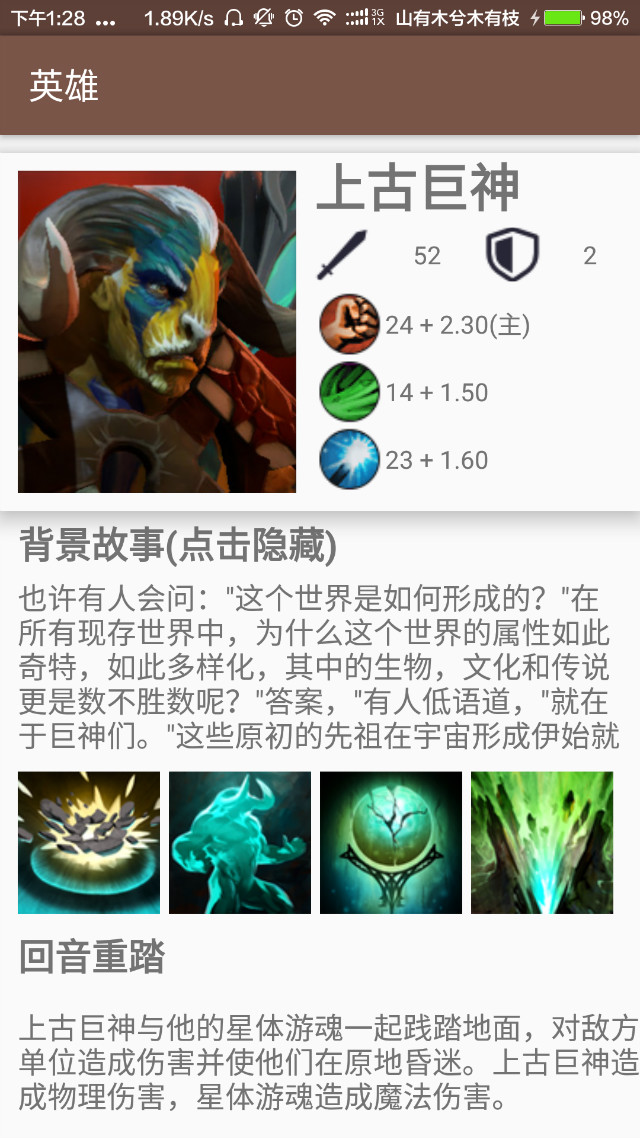 下午1:28 ... 1.89K/s 3G 1X 山有木兮木有枝 98%
英雄
上古巨神
52 2
24 + 2.30(主)
14 + 1.50
23 + 1.60
背景故事(点击隐藏)
也许有人会问："这个世界是如何形成的？"在
所有现存世界中，为什么这个世界的属性如此
奇特，如此多样化，其中的生物，文化和传说
更是数不胜数呢？"答案，"有人低语道，"就在
于巨神们。"这些原初的先祖在宇宙形成伊始就
回音重踏
上古巨神与他的星体游魂一起践踏地面，对敌方
单位造成伤害并使他们在原地昏迷。上古巨神造
成物理伤害，星体游魂造成魔法伤害。